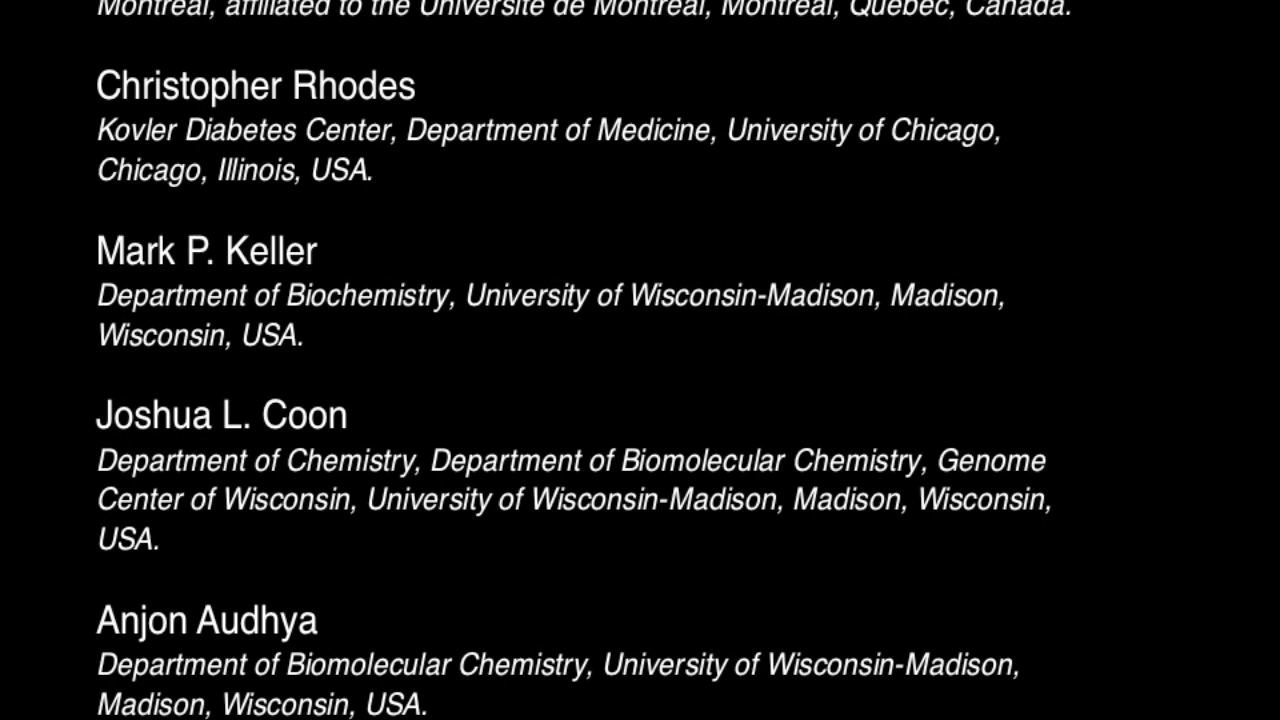 Montréal, affiliated to the Université de Montréal, Montréal, Québec, Canada.
Christopher Rhodes
Kovler Diabetes Center, Department of Medicine, University of Chicago,
Chicago, Illinois, USA.
Mark P. Keller
Department of Biochemistry, University of Wisconsin-Madison, Madison,
Wisconsin, USA.
Joshua L. Coon
Department of Chemistry, Department of Biomolecular Chemistry, Genome
Center of Wisconsin, University of Wisconsin-Madison, Madison, Wisconsin,
USA.
Anjon Audhya
Department of Biomolecular Chemistry, University of Wisconsin-Madison,
Madison, Wisconsin, USA.